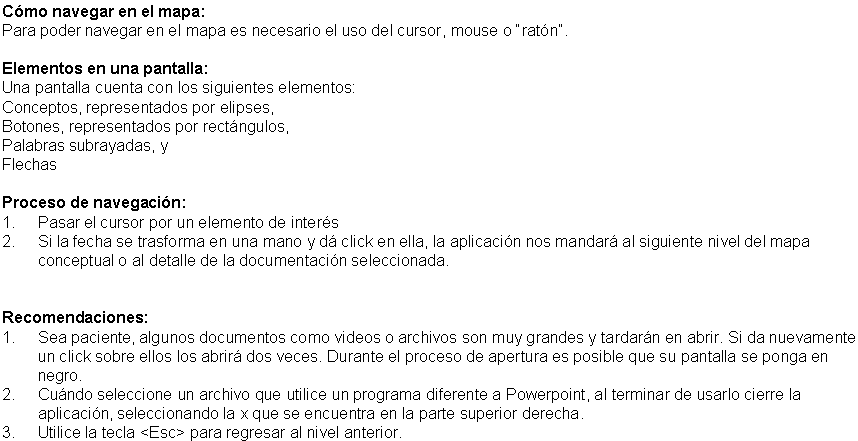 Cómo navegar en el mapa:
Para poder navegar en el mapa es necesario el uso del cursor, mouse o "ratón".
Elementos en una pantalla:
Una pantalla cuenta con los siguientes elementos:
Conceptos, representados por elipses,
Botones, representados por rectángulos,
Palabras subrayadas, y
Flechas
Proceso de navegación:
1. Pasar el cursor por un elemento de interés
2. Si la fecha se trasforma en una mano y dá click en ella, la aplicación nos mandará al siguiente nivel del mapa
conceptual o al detalle de la documentación seleccionada.
Recomendaciones:
1. Sea paciente, algunos documentos como videos o archivos son muy grandes y tardarán en abrir. Si da nuevamente
un click sobre ellos los abrirá dos veces. Durante el proceso de apertura es posible que su pantalla se ponga en
negro.
2. Cuándo seleccione un archivo que utilice un programa diferente a Powerpoint, al terminar de usarlo cierre la
aplicación, seleccionando la x que se encuentra en la parte superior derecha.
3. Utilice la tecla <Esc> para regresar al nivel anterior.